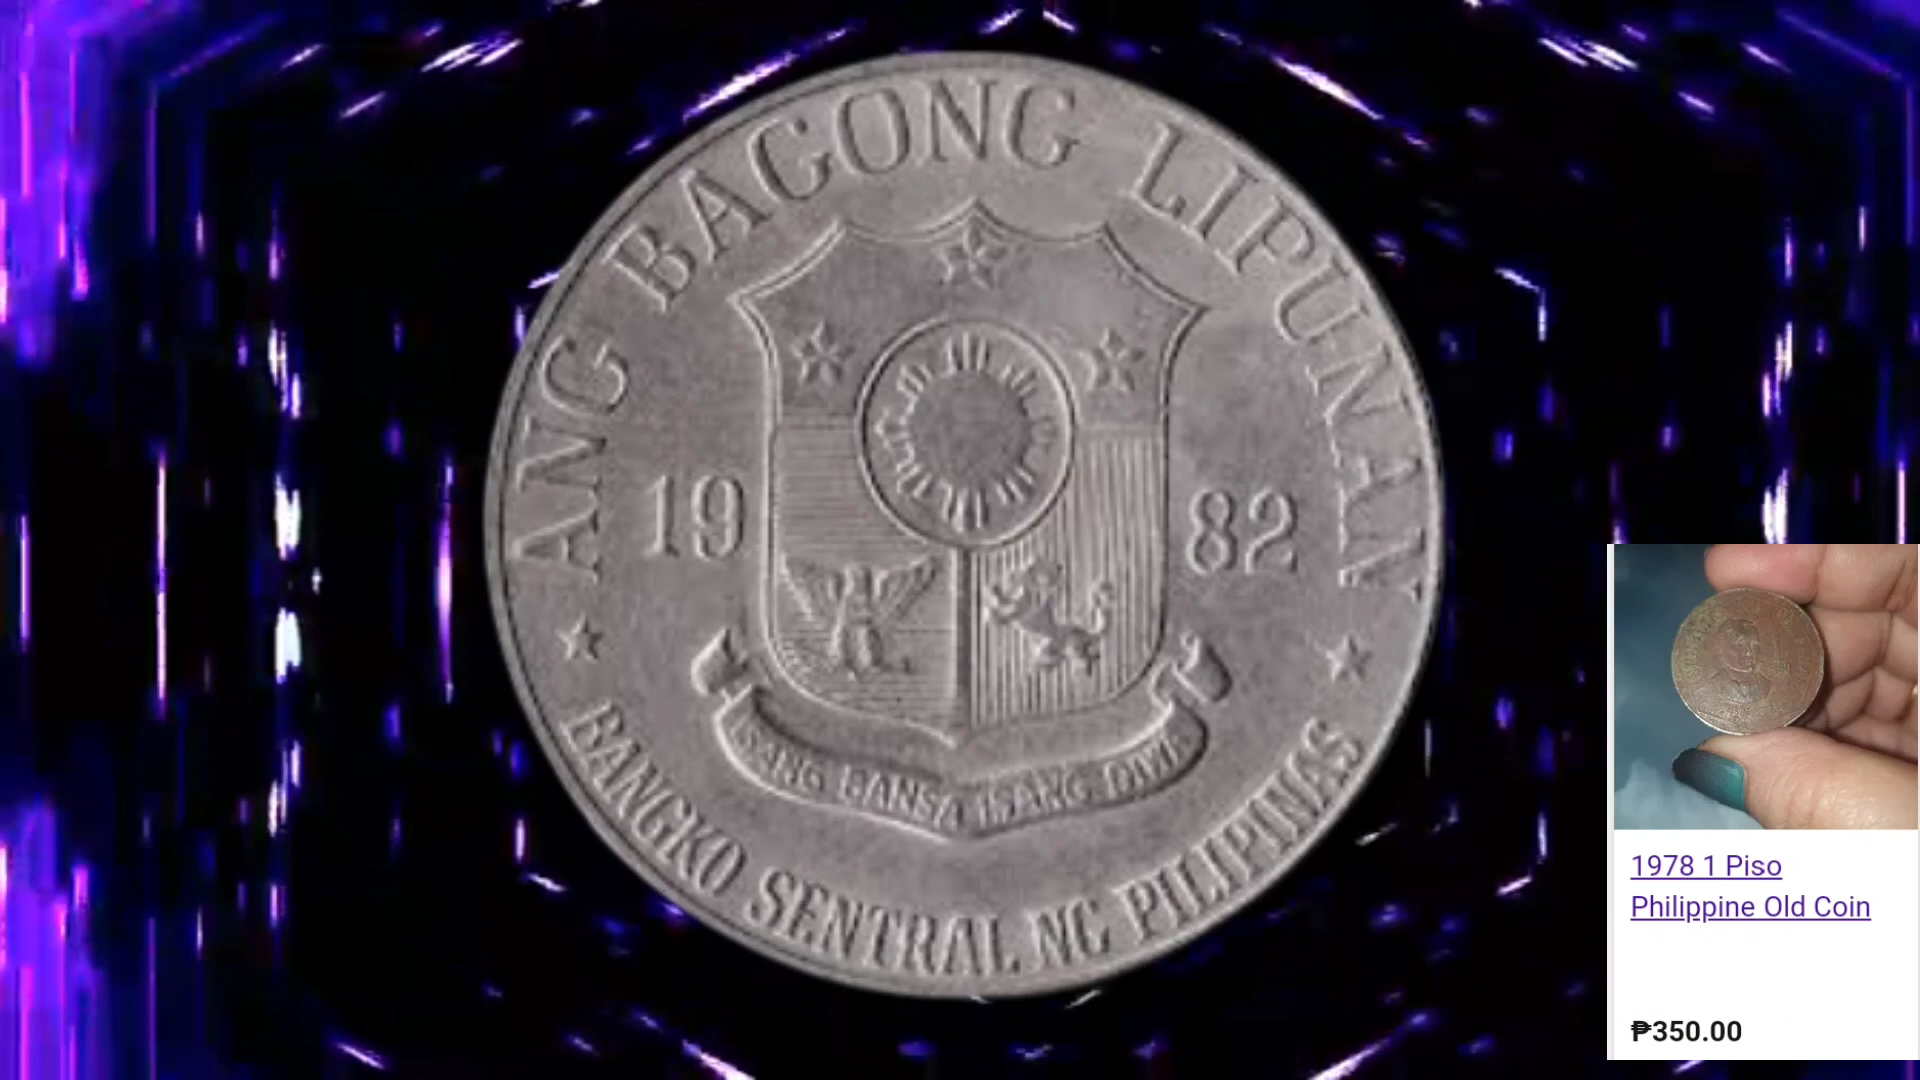 ANG BAGONG LIPUNAN
19 82
ISANG BANSA ISANG DIWA
BANGKO SENTRAL NG PILIPINAS
1978 1 Piso
Philippine Old Coin
₱350.00